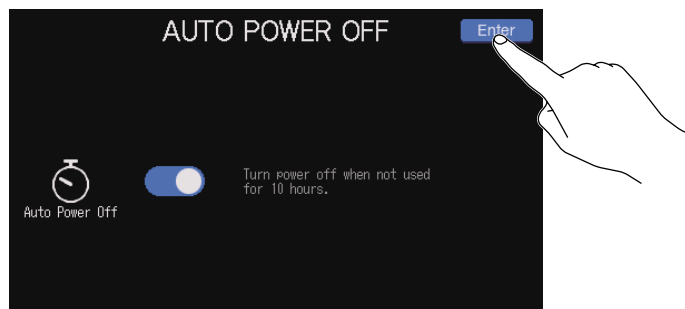 AUTO POWER OFF
Enter
Turn power off when not used
for 10 hours.
Auto Power Off